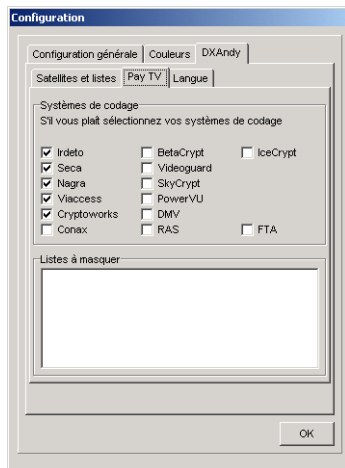 Configuration
Configuration générale Couleurs DXAndy
Satellites et listes Pay TV Langue
Systèmes de codage
S'il vous plaît sélectionnez vos systèmes de codage
Irdeto BetaCrypt IceCrypt
Seca Videoguard
Nagra SkyCrypt
Viaccess PowerVU
Cryptoworks DMV
Conax RAS FTA
Listes à masquer
OK